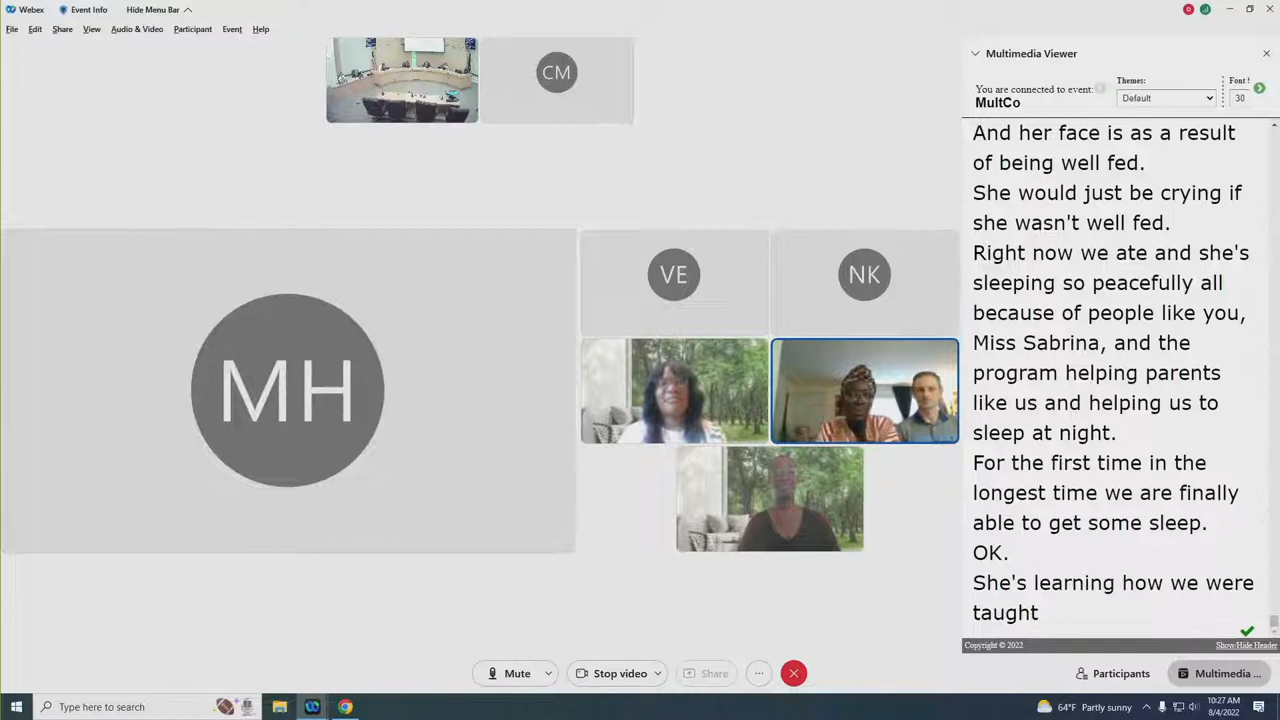 Webex Event Info Hide Menu Bar
File Edit Share View Audio & Video Participant Event Help
CM
MH
VE
NK
Multimedia Viewer
You are connected to event:
MultCo
Themes:
Default
Font
30
And her face is as a result
of being well fed.
She would just be crying if
she wasn't well fed.
Right now we ate and she's
sleeping so peacefully all
because of people like you,
Miss Sabrina, and the
program helping parents
like us and helping us to
sleep at night.
For the first time in the
longest time we are finally
able to get some sleep.
OK.
She's learning how we were
taught
Copyright © 2022 Show/Hide Header
Mute Stop video Share ... Participants Multimedia ...
Type here to search 64°F Partly sunny 10:27 AM
8/4/2022